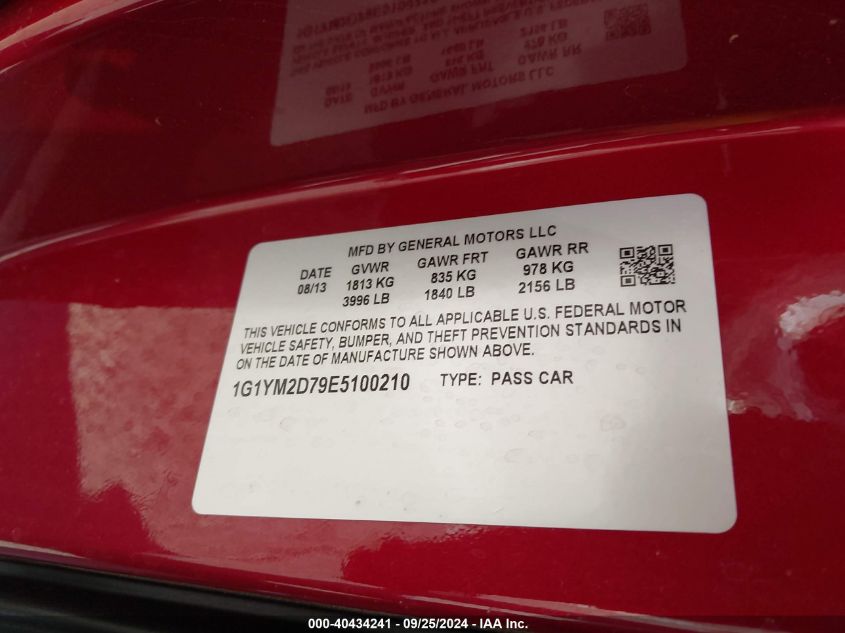 MFD BY GENERAL MOTORS LLC
DATE GVWR GAWR FRT GAWR RR
08/13 1813 KG 835 KG 978 KG
3996 LB 1840 LB 2156 LB
THIS VEHICLE CONFORMS TO ALL APPLICABLE U.S. FEDERAL MOTOR
VEHICLE SAFETY, BUMPER, AND THEFT PREVENTION STANDARDS IN
ON THE DATE OF MANUFACTURE SHOWN ABOVE.
1G1YM2D79E5100210 TYPE: PASS CAR
000-40434241 - 09/25/2024 - IAA Inc.